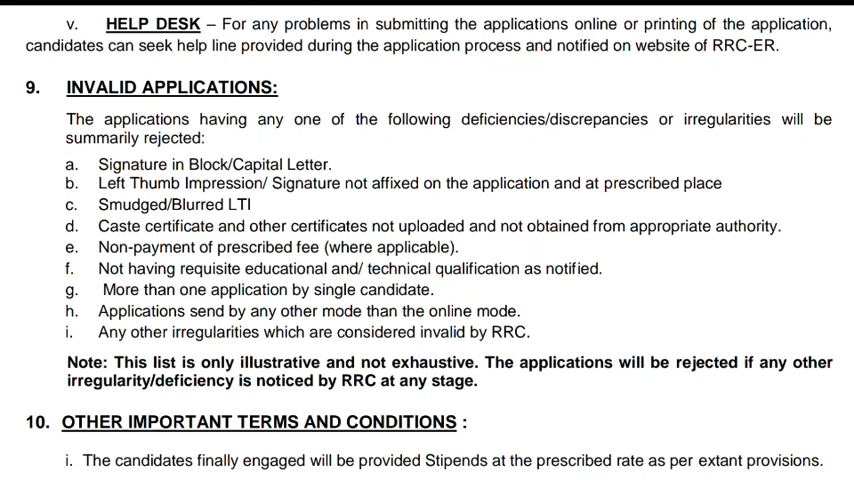 v. HELP DESK – For any problems in submitting the applications online or printing of the application,
candidates can seek help line provided during the application process and notified on website of RRC-ER.
9. INVALID APPLICATIONS:
The applications having any one of the following deficiencies/discrepancies or irregularities will be
summarily rejected:
a. Signature in Block/Capital Letter.
b. Left Thumb Impression/ Signature not affixed on the application and at prescribed place
c. Smudged/Blurred LTI
d. Caste certificate and other certificates not uploaded and not obtained from appropriate authority.
e. Non-payment of prescribed fee (where applicable).
f. Not having requisite educational and/ technical qualification as notified.
g. More than one application by single candidate.
h. Applications send by any other mode than the online mode.
i. Any other irregularities which are considered invalid by RRC.
Note: This list is only illustrative and not exhaustive. The applications will be rejected if any other
irregularity/deficiency is noticed by RRC at any stage.
10. OTHER IMPORTANT TERMS AND CONDITIONS :
i. The candidates finally engaged will be provided Stipends at the prescribed rate as per extant provisions.